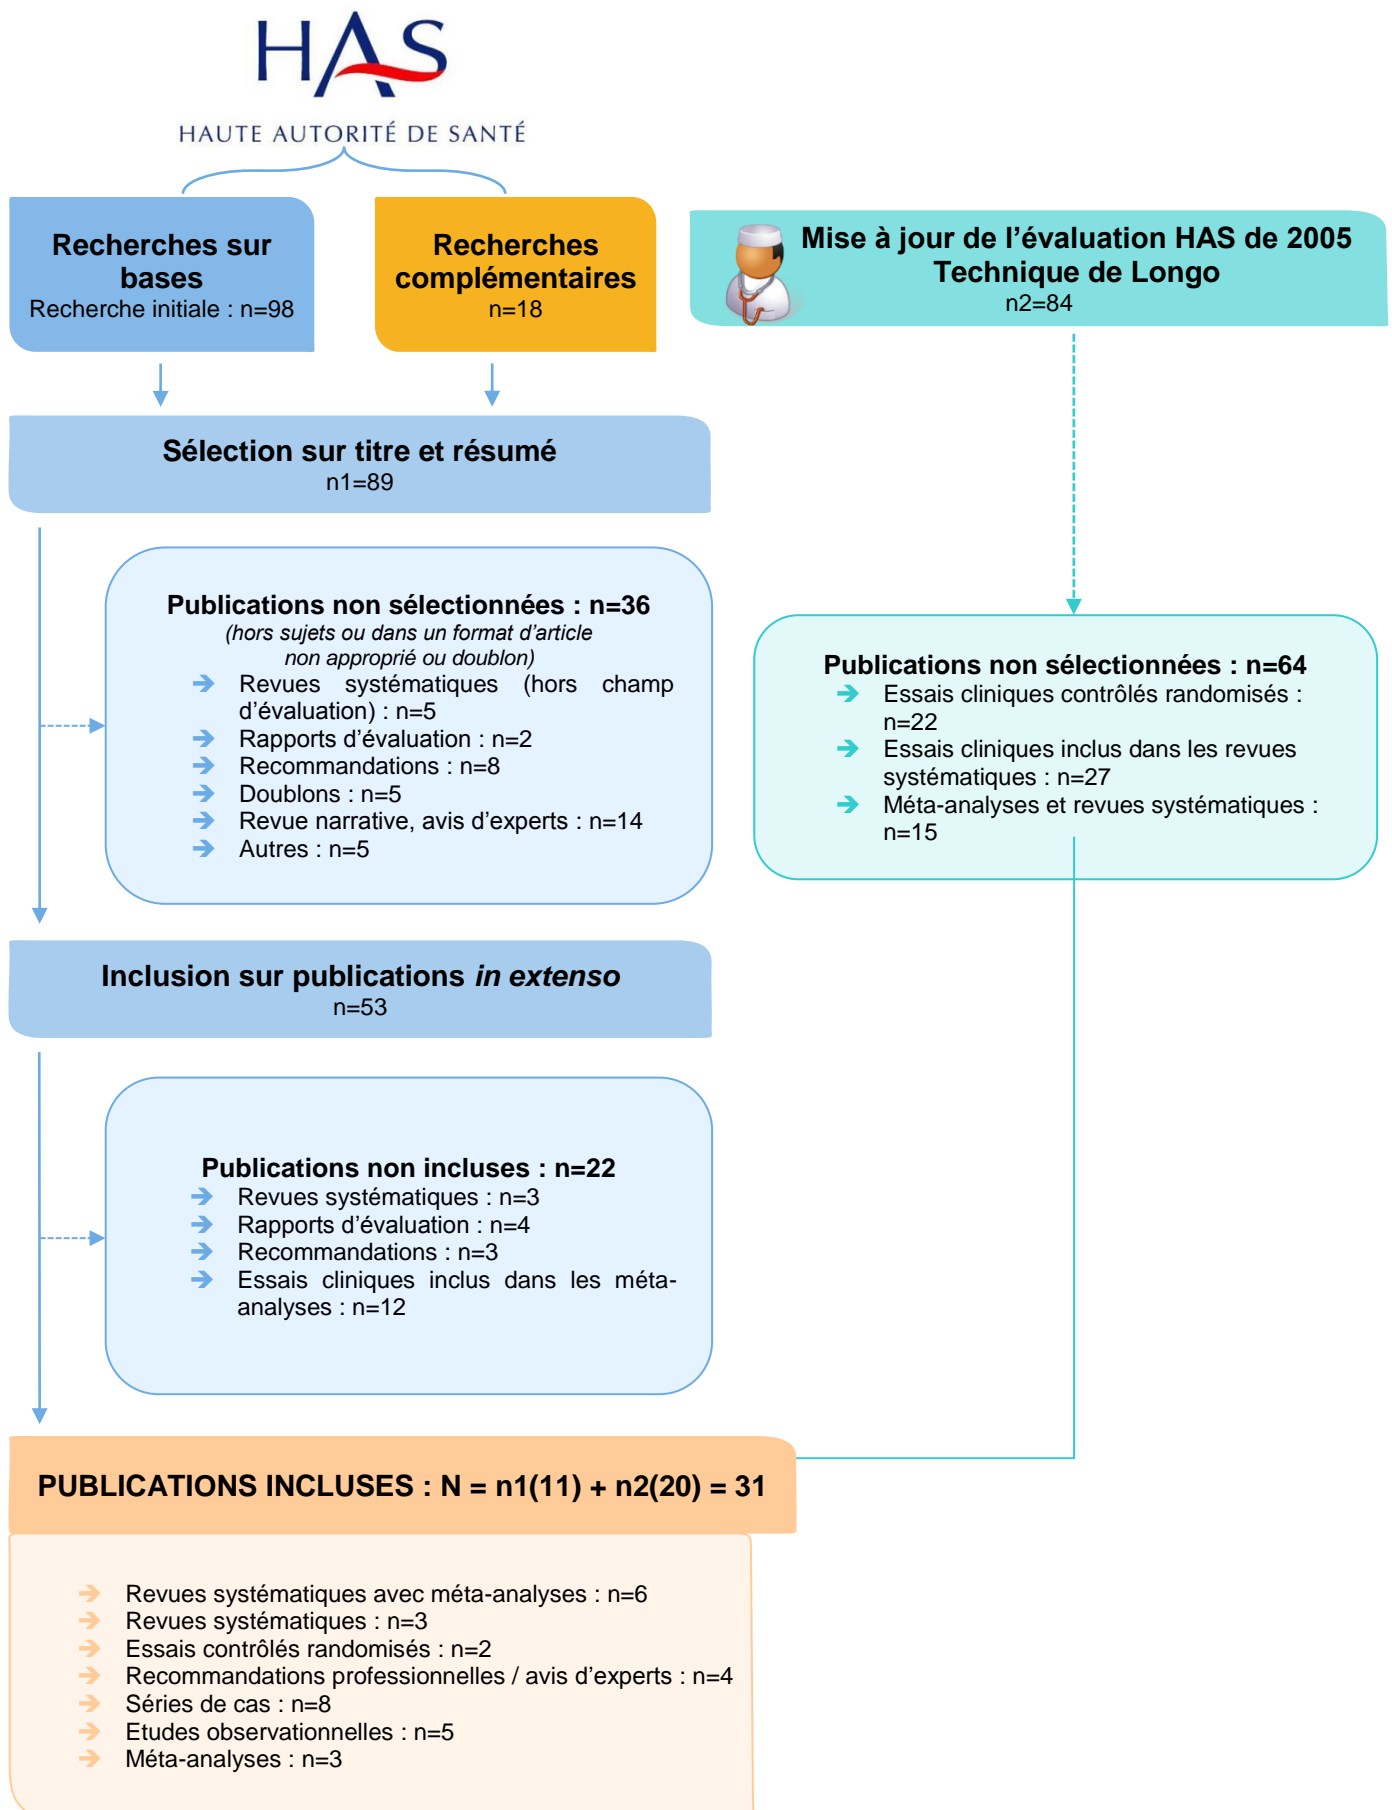 HAS
HAUTE AUTORITÉ DE SANTÉ
Recherches sur
bases
Recherche initiale : n=98
Recherches
complémentaires
n=18
Mise à jour de l’évaluation HAS de 2005
Technique de Longo
n2=84
Sélection sur titre et résumé
n1=89
Publications non sélectionnées : n=36
(hors sujets ou dans un format d’article
non approprié ou doublon)
Revues systématiques (hors champ
d’évaluation) : n=5
Rapports d’évaluation : n=2
Recommandations : n=8
Doublons : n=5
Revue narrative, avis d’experts : n=14
Autres : n=5
Publications non sélectionnées : n=64
Essais cliniques contrôlés randomisés :
n=22
Essais cliniques inclus dans les revues
systématiques : n=27
Méta-analyses et revues systématiques :
n=15
Inclusion sur publications in extenso
n=53
Publications non incluses : n=22
Revues systématiques : n=3
Rapports d’évaluation : n=4
Recommandations : n=3
Essais cliniques inclus dans les méta-
analyses : n=12
PUBLICATIONS INCLUSES : N = n1(11) + n2(20) = 31
Revues systématiques avec méta-analyses : n=6
Revues systématiques : n=3
Essais contrôlés randomisés : n=2
Recommandations professionnelles / avis d’experts : n=4
Séries de cas : n=8
Etudes observationnelles : n=5
Méta-analyses : n=3